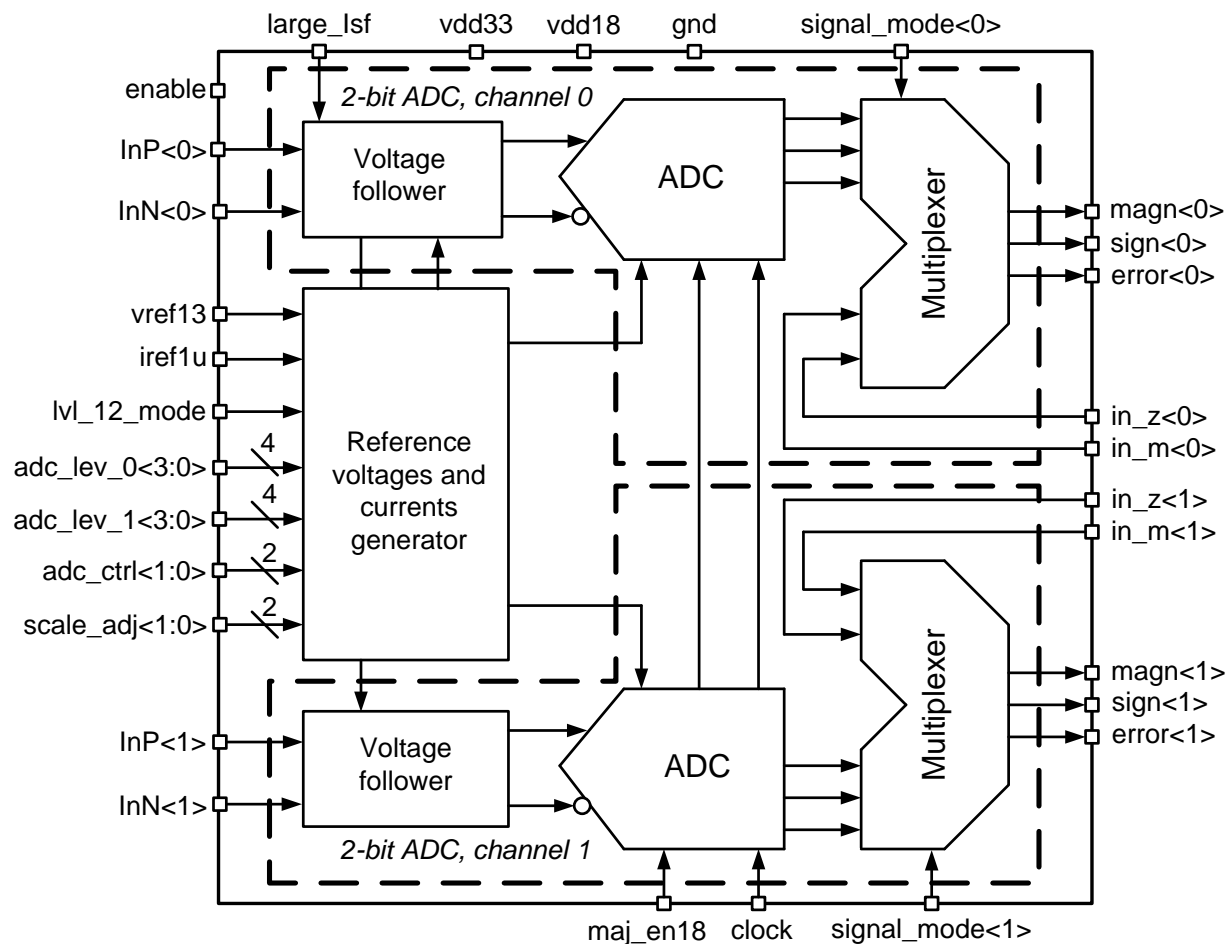 large_Isf
vdd33
vdd18
gnd
signal_mode<0>
enable
InP<0>
InN<0>
2-bit ADC, channel 0
Voltage
follower
ADC
Multiplexer
magn<0>
sign<0>
error<0>
vref13
iref1u
lvl_12_mode
adc_lev_0<3:0>
4
adc_lev_1<3:0>
4
adc_ctrl<1:0>
2
scale_adj<1:0>
2
Reference
voltages and
currents
generator
in_z<0>
in_m<0>
in_z<1>
in_m<1>
InP<1>
InN<1>
Voltage
follower
ADC
Multiplexer
magn<1>
sign<1>
error<1>
2-bit ADC, channel 1
maj_en18
clock
signal_mode<1>